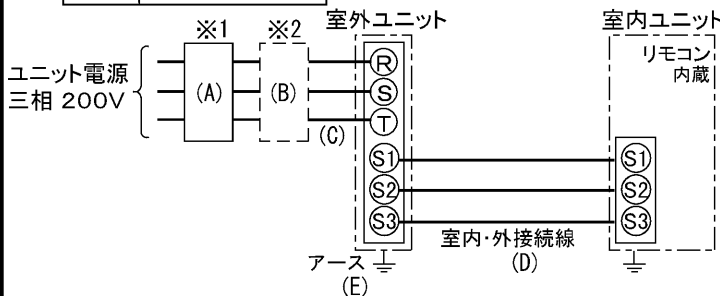 ※1
※2
室外ユニット
室内ユニット
ユニット電源
三相 200V
(A)
(B)
(C)
R
S
T
S1
S2
S3
リモコン
内蔵
S1
S2
S3
室内・外接続線
(D)
アース
(E)